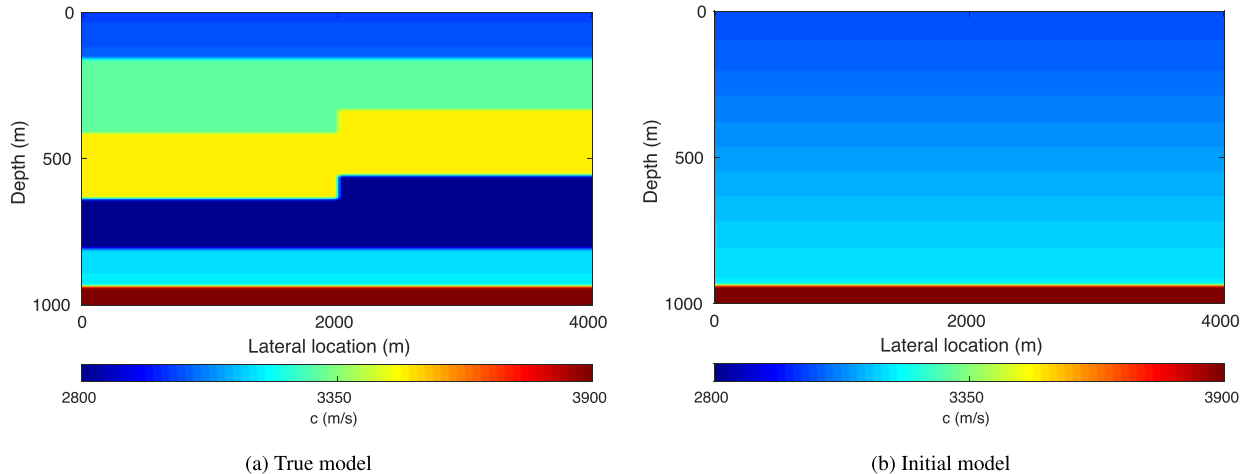 0
500
1000
Depth (m)
0 2000 4000
Lateral location (m)
2800 3350 3900
c (m/s)
(a) True model
0
500
1000
Depth (m)
0 2000 4000
Lateral location (m)
2800 3350 3900
c (m/s)
(b) Initial model